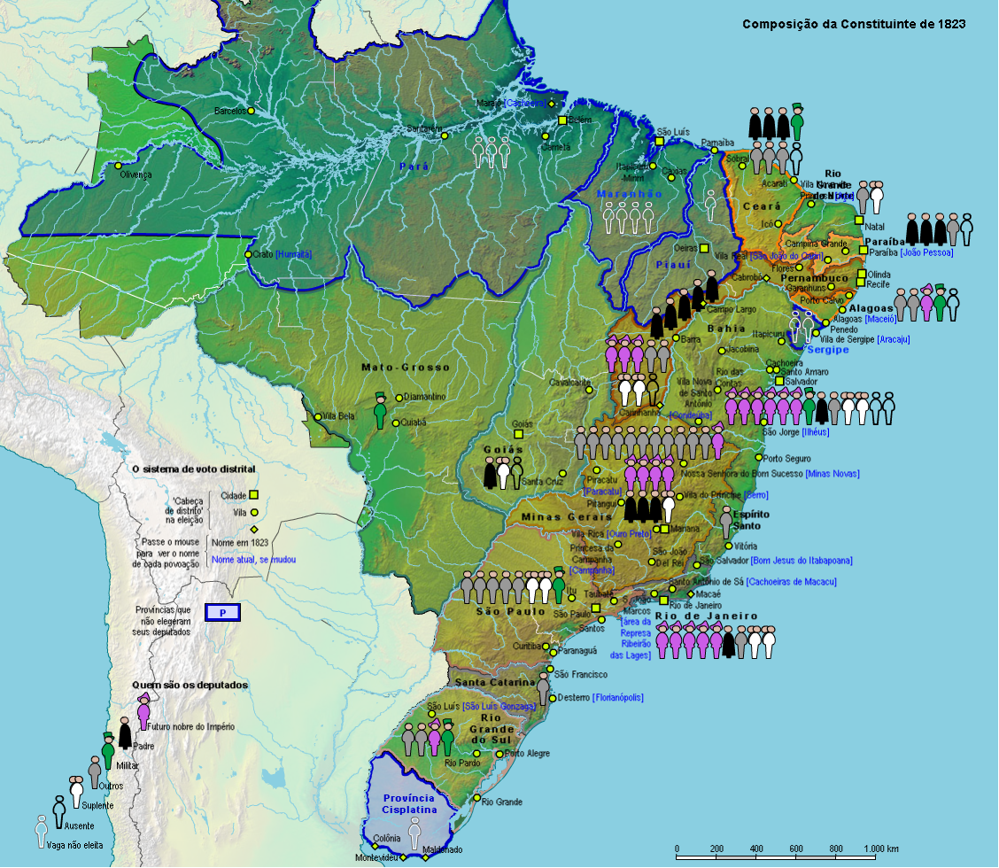 Composição da Constituinte de 1823
Barcelos
Olivença
Santarém
Marajó [Cachoeira]
Belém
Cametá
Pará
São Luís
Parnaíba
Itapicuru
-Mirim
Caxias
Maranhão
Oeiras
Piauí
Sobral
Acarati
Ceará
Icó
Rio
Grande
do Norte
Natal
Campina Grande
Paraíba
Paraíba
[João Pessoa]
Vila Real [São João do Cariri]
Flores
Cabrobó
Pernambuco
Garanhuns
Olinda
Recife
Porto Calvo
Alagoas
Alagoas
[Maceió]
Penedo
Vila de Sergipe [Aracaju]
Sergipe
Crato [Humaitá]
Campo Largo
Bahia
Itapicuru
Barra
Jacobina
Cachoeira
Santo Amaro
Salvador
Rio das
Contas
Vila Nova
de Santo
Antônio
[Condeúba]
Carinhanha
São Jorge [Ilhéus]
Porto Seguro
Mato-Grosso
Diamantino
Vila Bela
Cuiabá
Cavalcante
Goiás
Goiás
Santa Cruz
Piracatu
[Paracatu]
Nossa Senhora do Bom Sucesso [Minas Novas]
Pitangui
Vila do Príncipe [Serro]
Minas Gerais
Vila Rica [Ouro Preto]
Mariana
Princesa da
Campanha
[Campanha]
São João
Del Rei
Espírito
Santo
Vitória
São Salvador [Bom Jesus do Itabapoana]
Santo Antônio de Sá [Cachoeiras de Macacu]
Macaé
Rio de Janeiro
Rio de Janeiro
S. João
Marcos
[área da
Represa
Ribeirão
das Lages]
Itu
Taubaté
São Paulo
São Paulo
Santos
Curitiba
Paranaguá
São Francisco
Santa Catarina
Desterro [Florianópolis]
São Luís [São Luis Gonzaga]
Rio
Grande
do Sul
Rio Pardo
Porto Alegre
Rio Grande
Província
Cisplatina
Colônia
Montevidéu
Maldonado
O sistema de voto distrital
'Cabeça
de distrito'
na eleição
Cidade
Vila
Passe o mouse
para ver o nome
de cada povoação
Nome em 1823
Nome atual, se mudou
Províncias que
não elegeram
seus deputados
P
Quem são os deputados
Futuro nobre do Império
Padre
Militar
Outros
Suplente
Ausente
Vaga não eleita
0 200 400 600 800 1.000 km